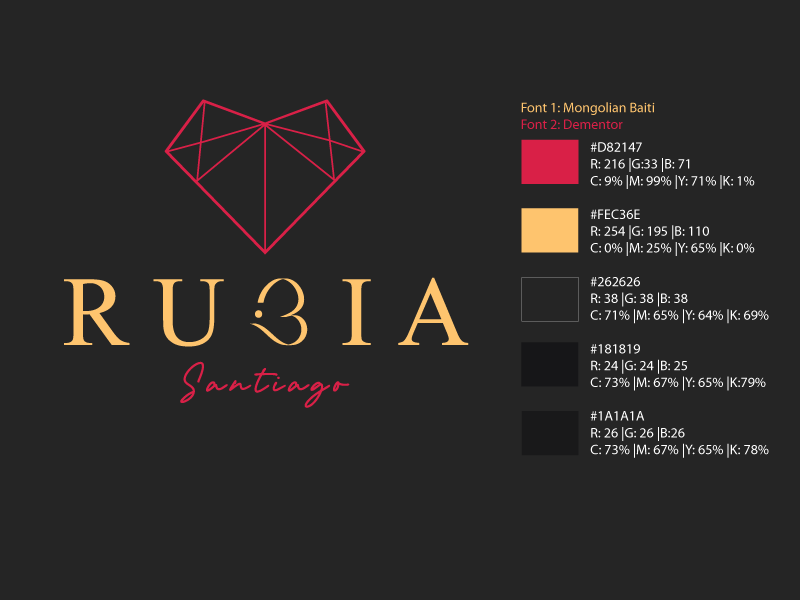 RUBIA
Santiago
Font 1: Mongolian Baiti
Font 2: Dementor
#D82147
R: 216 |G:33 |B: 71
C: 9% |M: 99% |Y: 71% |K: 1%
#FEC36E
R: 254 |G: 195 |B: 110
C: 0% |M: 25% |Y: 65% |K: 0%
#262626
R: 38 |G: 38 |B: 38
C: 71% |M: 65% |Y: 64% |K: 69%
#181819
R: 24 |G: 24 |B: 25
C: 73% |M: 67% |Y: 65% |K:79%
#1A1A1A
R: 26 |G: 26 |B:26
C: 73% |M: 67% |Y: 65% |K: 78%